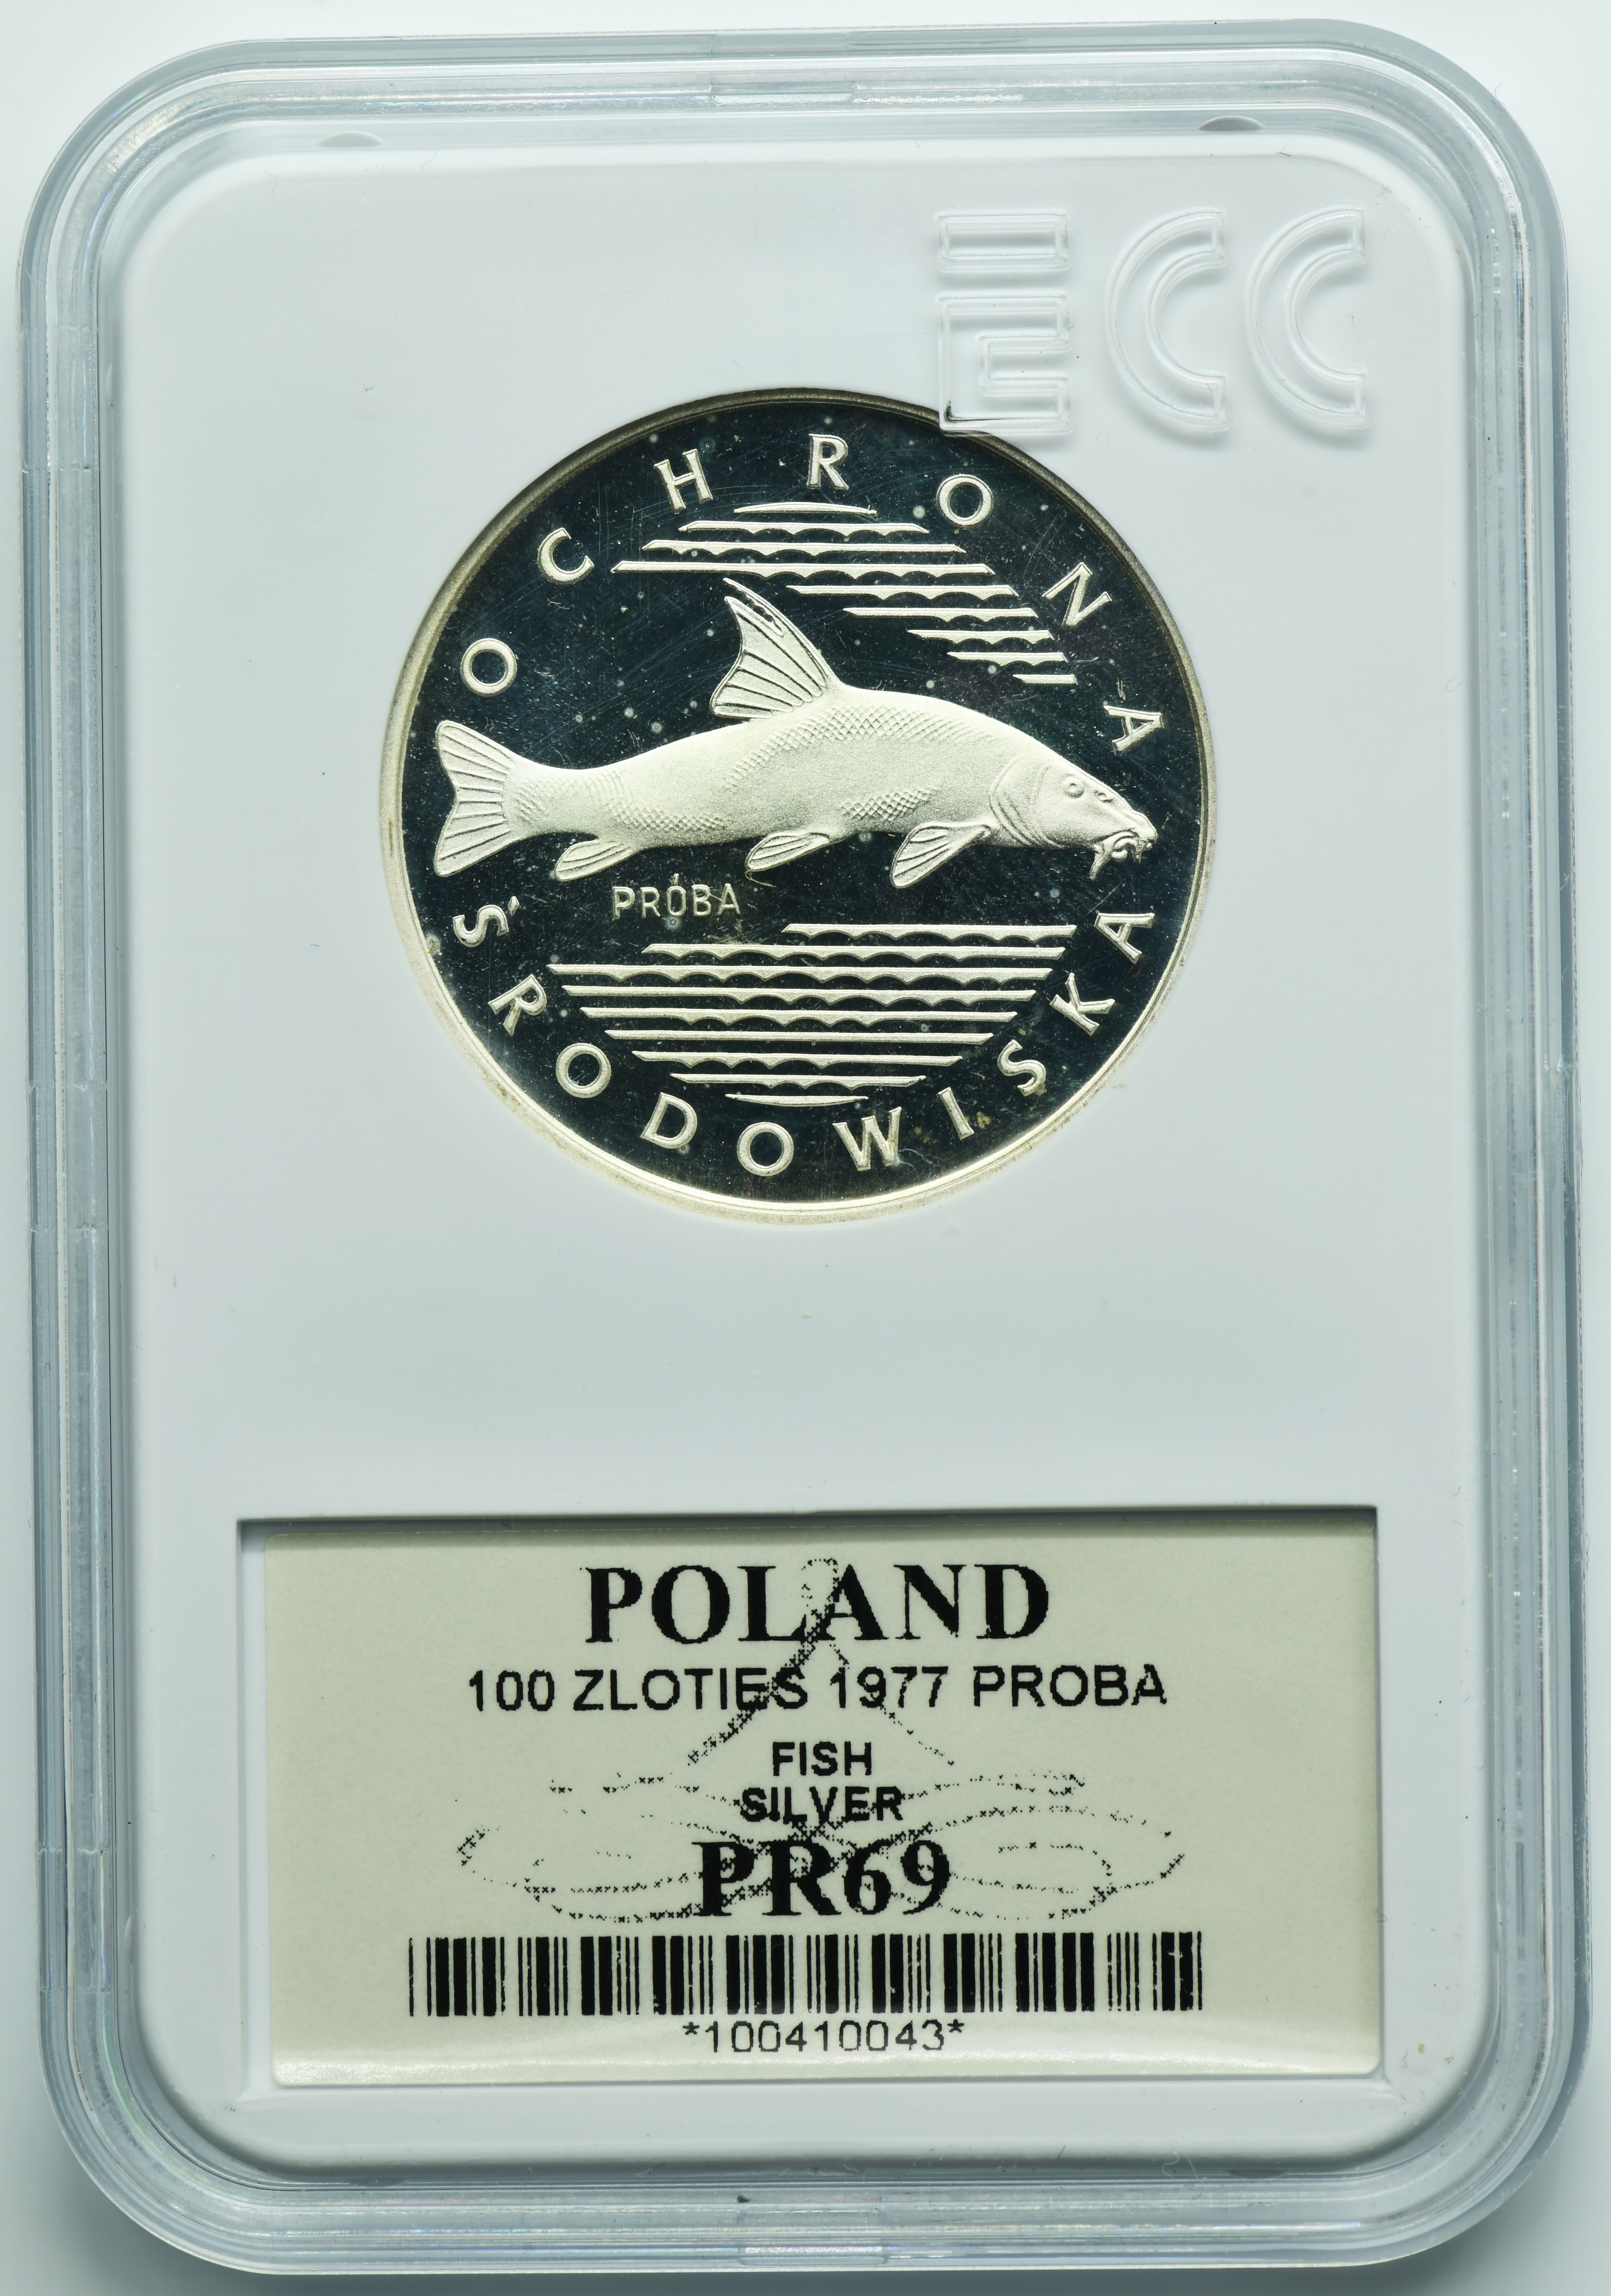 ECC
OCHRONA
ŚRODOWISKA
PRÓBA
POLAND
100 ZLOTIES 1977 PROBA
FISH
SILVER
PR69
*100410043*